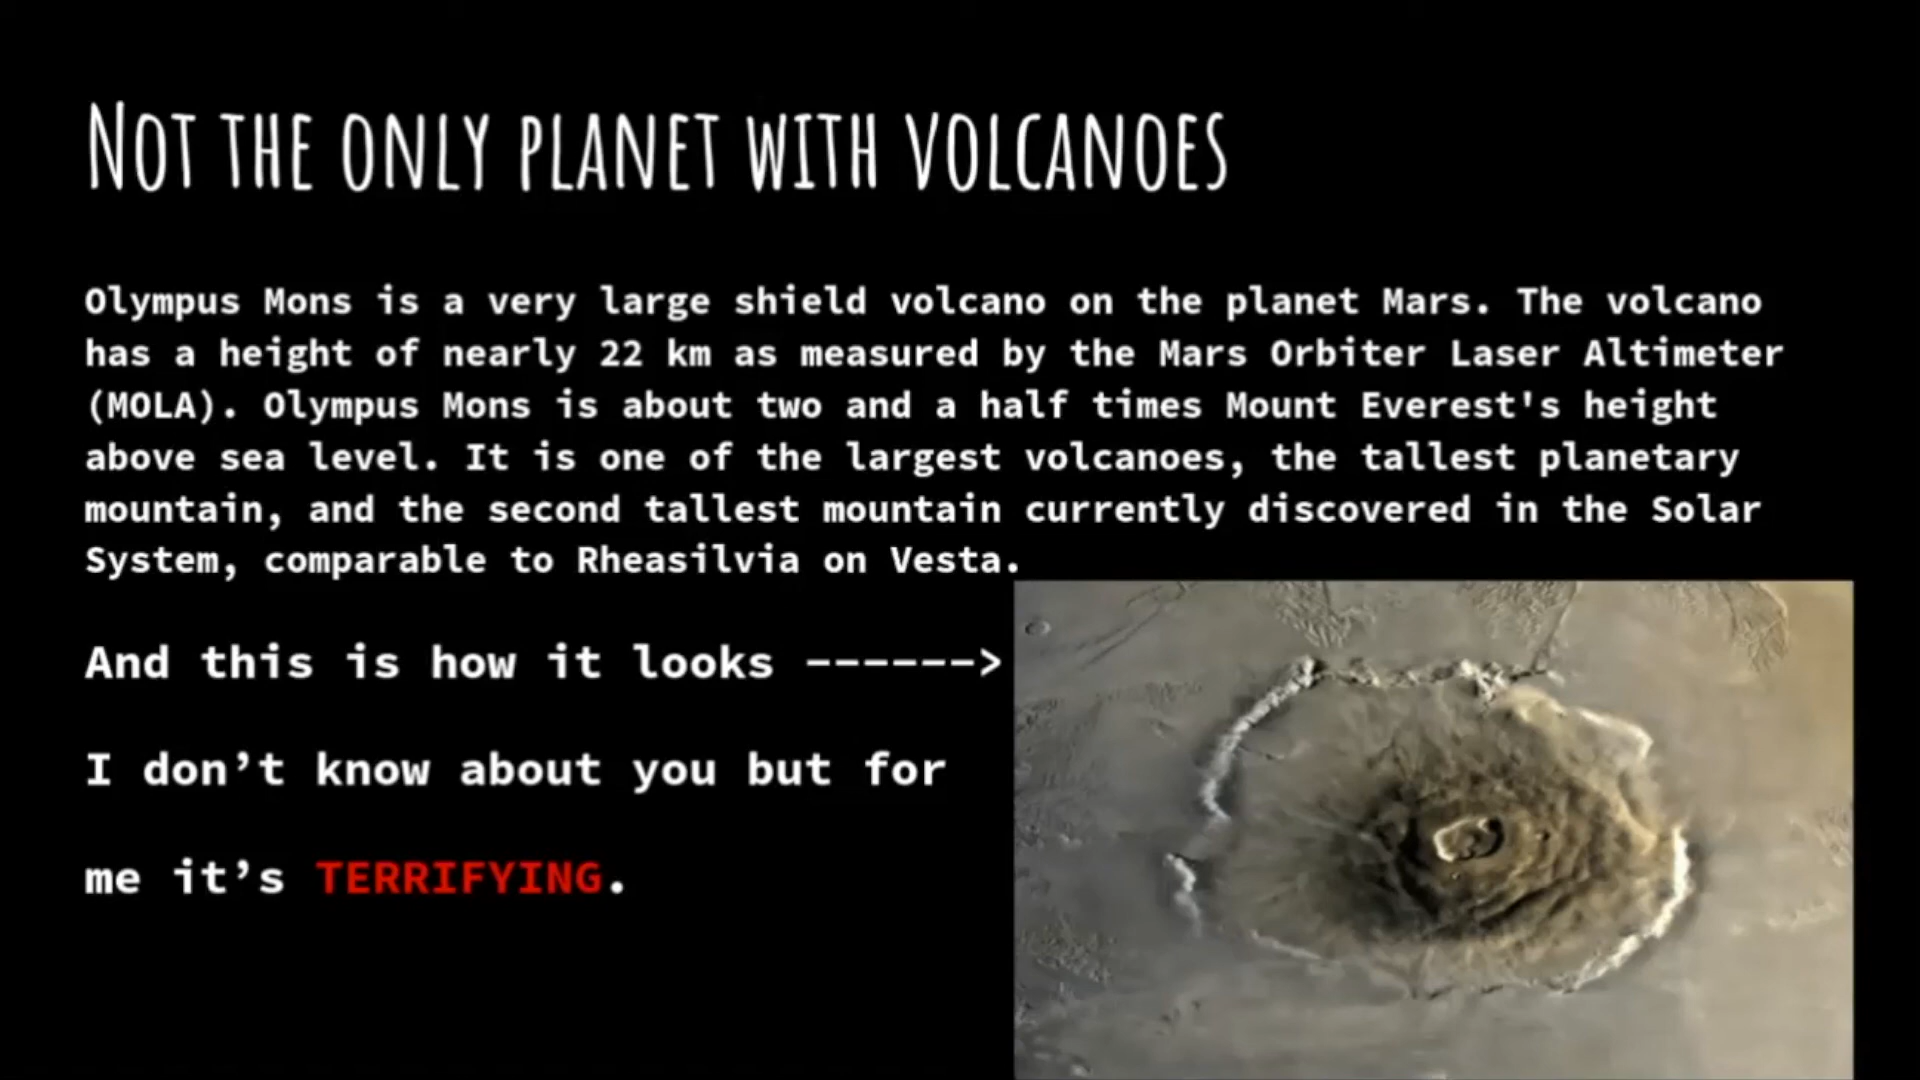 Not the only planet with volcanoes
Olympus Mons is a very large shield volcano on the planet Mars. The volcano
has a height of nearly 22 km as measured by the Mars Orbiter Laser Altimeter
(MOLA). Olympus Mons is about two and a half times Mount Everest's height
above sea level. It is one of the largest volcanoes, the tallest planetary
mountain, and the second tallest mountain currently discovered in the Solar
System, comparable to Rheasilvia on Vesta.
And this is how it looks ------>
I don’t know about you but for
me it’s TERRIFYING.